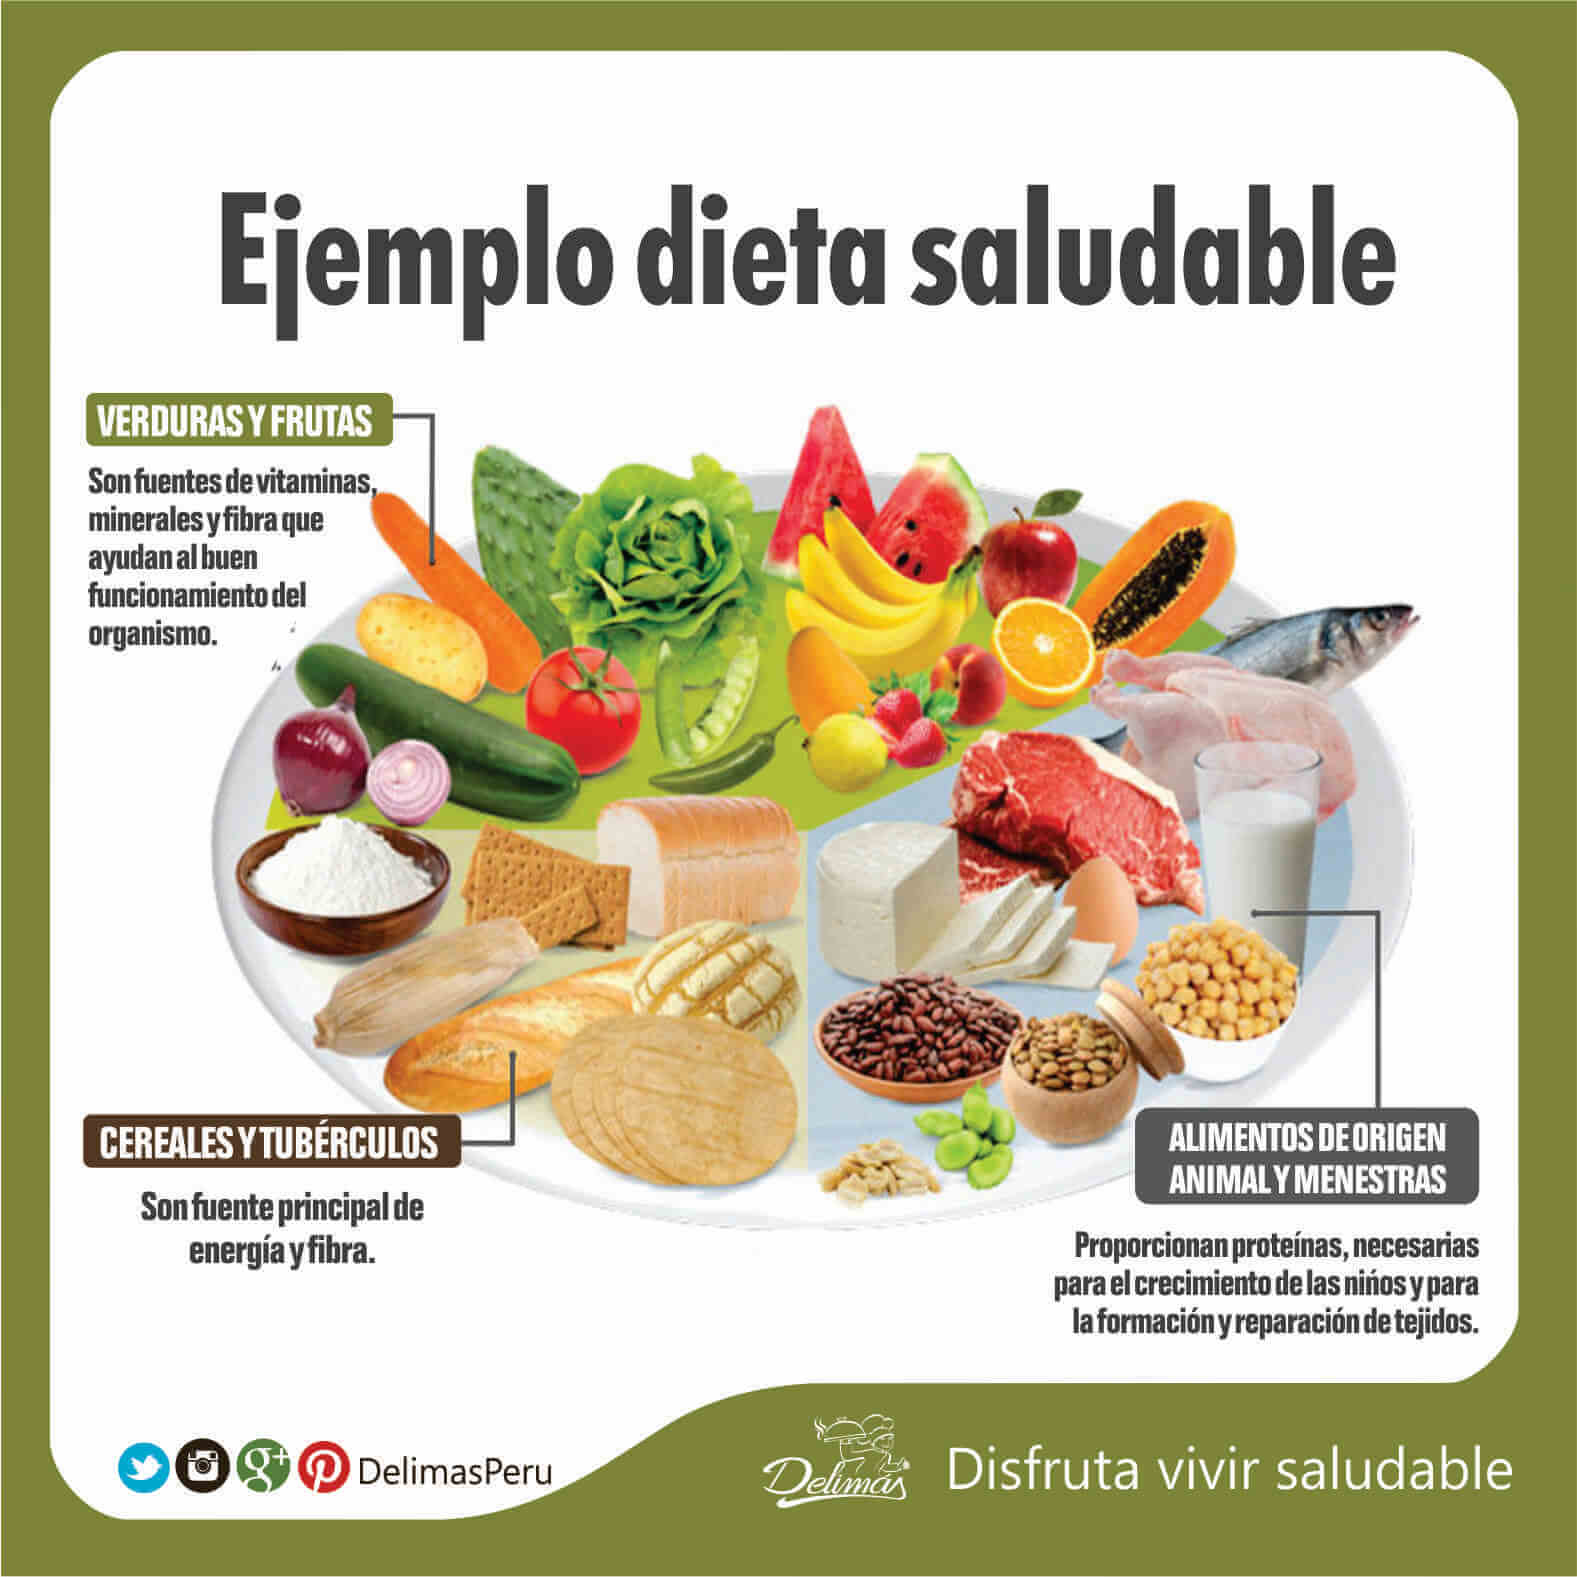 Ejemplo dieta saludable
VERDURAS Y FRUTAS
Son fuentes de vitaminas,
minerales y fibra que
ayudan al buen
funcionamiento del
organismo.
CEREALES Y TUBÉRCULOS
Son fuente principal de
energía y fibra.
ALIMENTOS DE ORIGEN
ANIMAL Y MENESTRAS
Proporcionan proteínas, necesarias
para el crecimiento de las niños y para
la formación y reparación de tejidos.
g+
DelimasPeru
Delimás
Disfruta vivir saludable